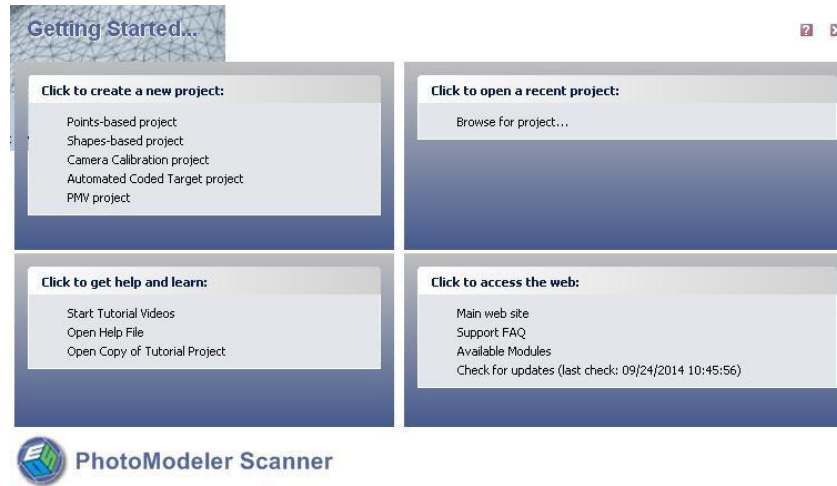 Getting Started...
Click to create a new project:
Points-based project
Shapes-based project
Camera Calibration project
Automated Coded Target project
PMV project
Click to open a recent project:
Browse for project...
Click to get help and learn:
Start Tutorial Videos
Open Help File
Open Copy of Tutorial Project
Click to access the web:
Main web site
Support FAQ
Available Modules
Check for updates (last check: 09/24/2014 10:45:56)
PhotoModeler Scanner